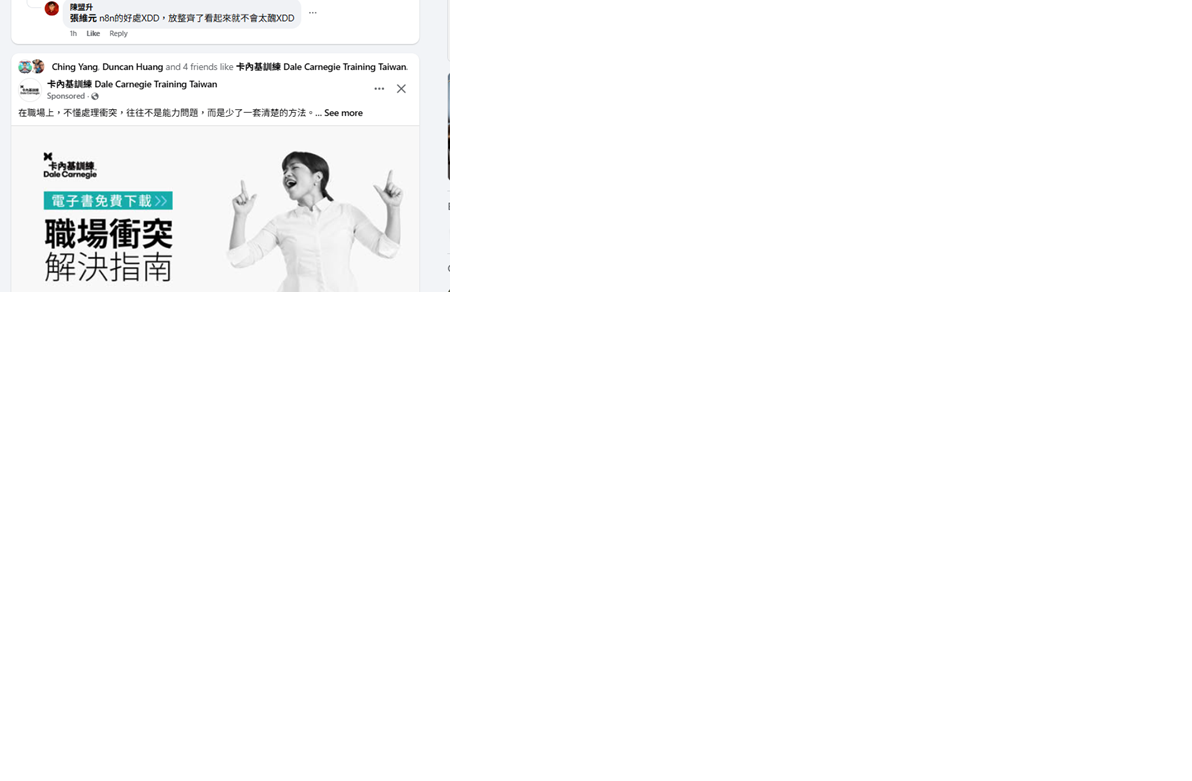 陳盟升
張維元 n8n的好處XDD，放整齊了看起來就不會太醜XDD
1h Like Reply
Ching Yang, Duncan Huang and 4 friends like 卡內基訓練 Dale Carnegie Training Taiwan.
卡內基訓練 Dale Carnegie Training Taiwan
Sponsored ·
在職場上，不懂處理衝突，往往不是能力問題，而是少了一套清楚的方法。... See more
卡內基訓練
Dale Carnegie
電子書免費下載>>
職場衝突
解決指南